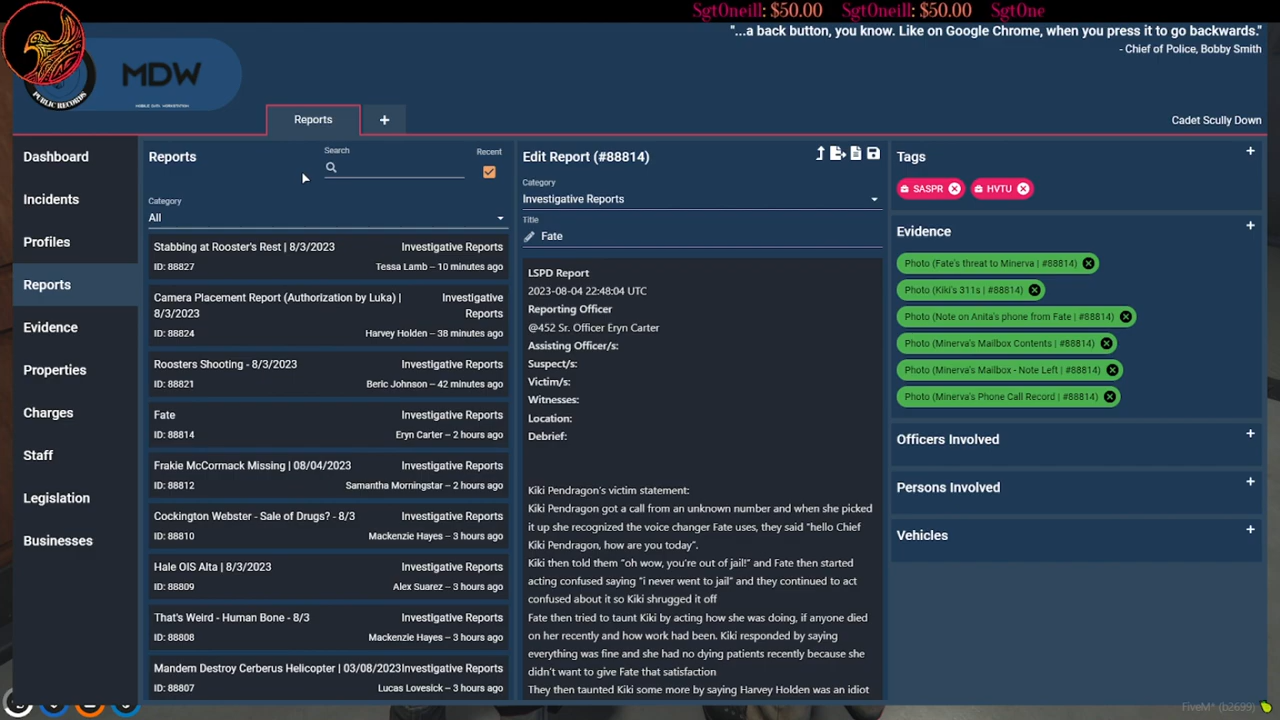 SgtOneill: $50.00 SgtOneill: $50.00 SgtOne
"...a back button, you know. Like on Google Chrome, when you press it to go backwards."
- Chief of Police, Bobby Smith
PUBLIC RECORDS
MDW
MOBILE DATA WORKSTATION
Reports
+
Cadet Scully Down
Dashboard
Incidents
Profiles
Reports
Evidence
Properties
Charges
Staff
Legislation
Businesses
Reports
Search
Recent
Category
All
Stabbing at Rooster's Rest | 8/3/2023 Investigative Reports
ID: 88827 Tessa Lamb – 10 minutes ago
Camera Placement Report (Authorization by Luka) | Investigative
8/3/2023 Reports
ID: 88824 Harvey Holden – 38 minutes ago
Roosters Shooting - 8/3/2023 Investigative Reports
ID: 88821 Beric Johnson – 42 minutes ago
Fate Investigative Reports
ID: 88814 Eryn Carter – 2 hours ago
Frakie McCormack Missing | 08/04/2023 Investigative Reports
ID: 88812 Samantha Morningstar – 2 hours ago
Cockington Webster - Sale of Drugs? - 8/3 Investigative Reports
ID: 88810 Mackenzie Hayes – 3 hours ago
Hale OIS Alta | 8/3/2023 Investigative Reports
ID: 88809 Alex Suarez – 3 hours ago
That's Weird - Human Bone - 8/3 Investigative Reports
ID: 88808 Mackenzie Hayes – 3 hours ago
Mandem Destroy Cerberus Helicopter | 03/08/2023 Investigative Reports
ID: 88807 Lucas Lovesick – 3 hours ago
Edit Report (#88814)
Category
Investigative Reports
Title
Fate
LSPD Report
2023-08-04 22:48:04 UTC
Reporting Officer
@452 Sr. Officer Eryn Carter
Assisting Officer/s:
Suspect/s:
Victim/s:
Witnesses:
Location:
Debrief:
Kiki Pendragon's victim statement:
Kiki Pendragon got a call from an unknown number and when she picked
it up she recognized the voice changer Fate uses, they said "hello Chief
Kiki Pendragon, how are you today".
Kiki then told them "oh wow, you're out of jail!" and Fate then started
acting confused saying "i never went to jail" and they continued to act
confused about it so Kiki shrugged it off
Fate then tried to taunt Kiki by acting how she was doing, if anyone died
on her recently and how work had been. Kiki responded by saying
everything was fine and she had no dying patients recently because she
didn't want to give Fate that satisfaction
They then taunted Kiki some more by saying Harvey Holden was an idiot
Tags +
SASPR
HVTU
Evidence +
Photo (Fate's threat to Minerva | #88814)
Photo (Kiki's 311s | #88814)
Photo (Note on Anita's phone from Fate | #88814)
Photo (Minerva's Mailbox Contents | #88814)
Photo (Minerva's Mailbox - Note Left | #88814)
Photo (Minerva's Phone Call Record | #88814)
Officers Involved +
Persons Involved +
Vehicles +
FiveM* (b2699)